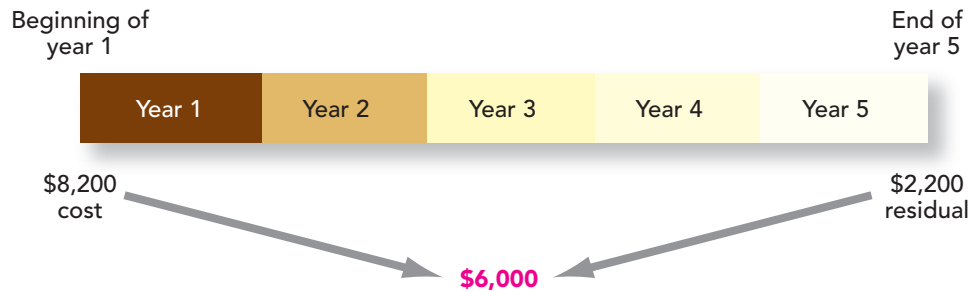 Beginning of
year 1
End of
year 5
Year 1
Year 2
Year 3
Year 4
Year 5
$8,200
cost
$2,200
residual
$6,000